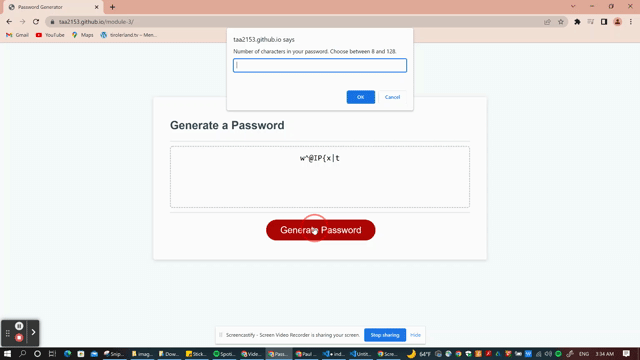 Password Generator
taa2153.github.io/module-3/
Gmail
YouTube
Maps
tirolerland.tv – Men...
taa2153.github.io says
Number of characters in your password. Choose between 8 and 128.
OK
Cancel
Generate a Password
w^@IP{x|t
Generate Password
Screencastify - Screen Video Recorder is sharing your screen.
Stop sharing
Hide
Snip...
imag...
Dow...
Stick...
Spoti...
Vide...
Pass...
Paul ...
● ind...
Untit...
Scre...
64°F
ENG
3:34 AM